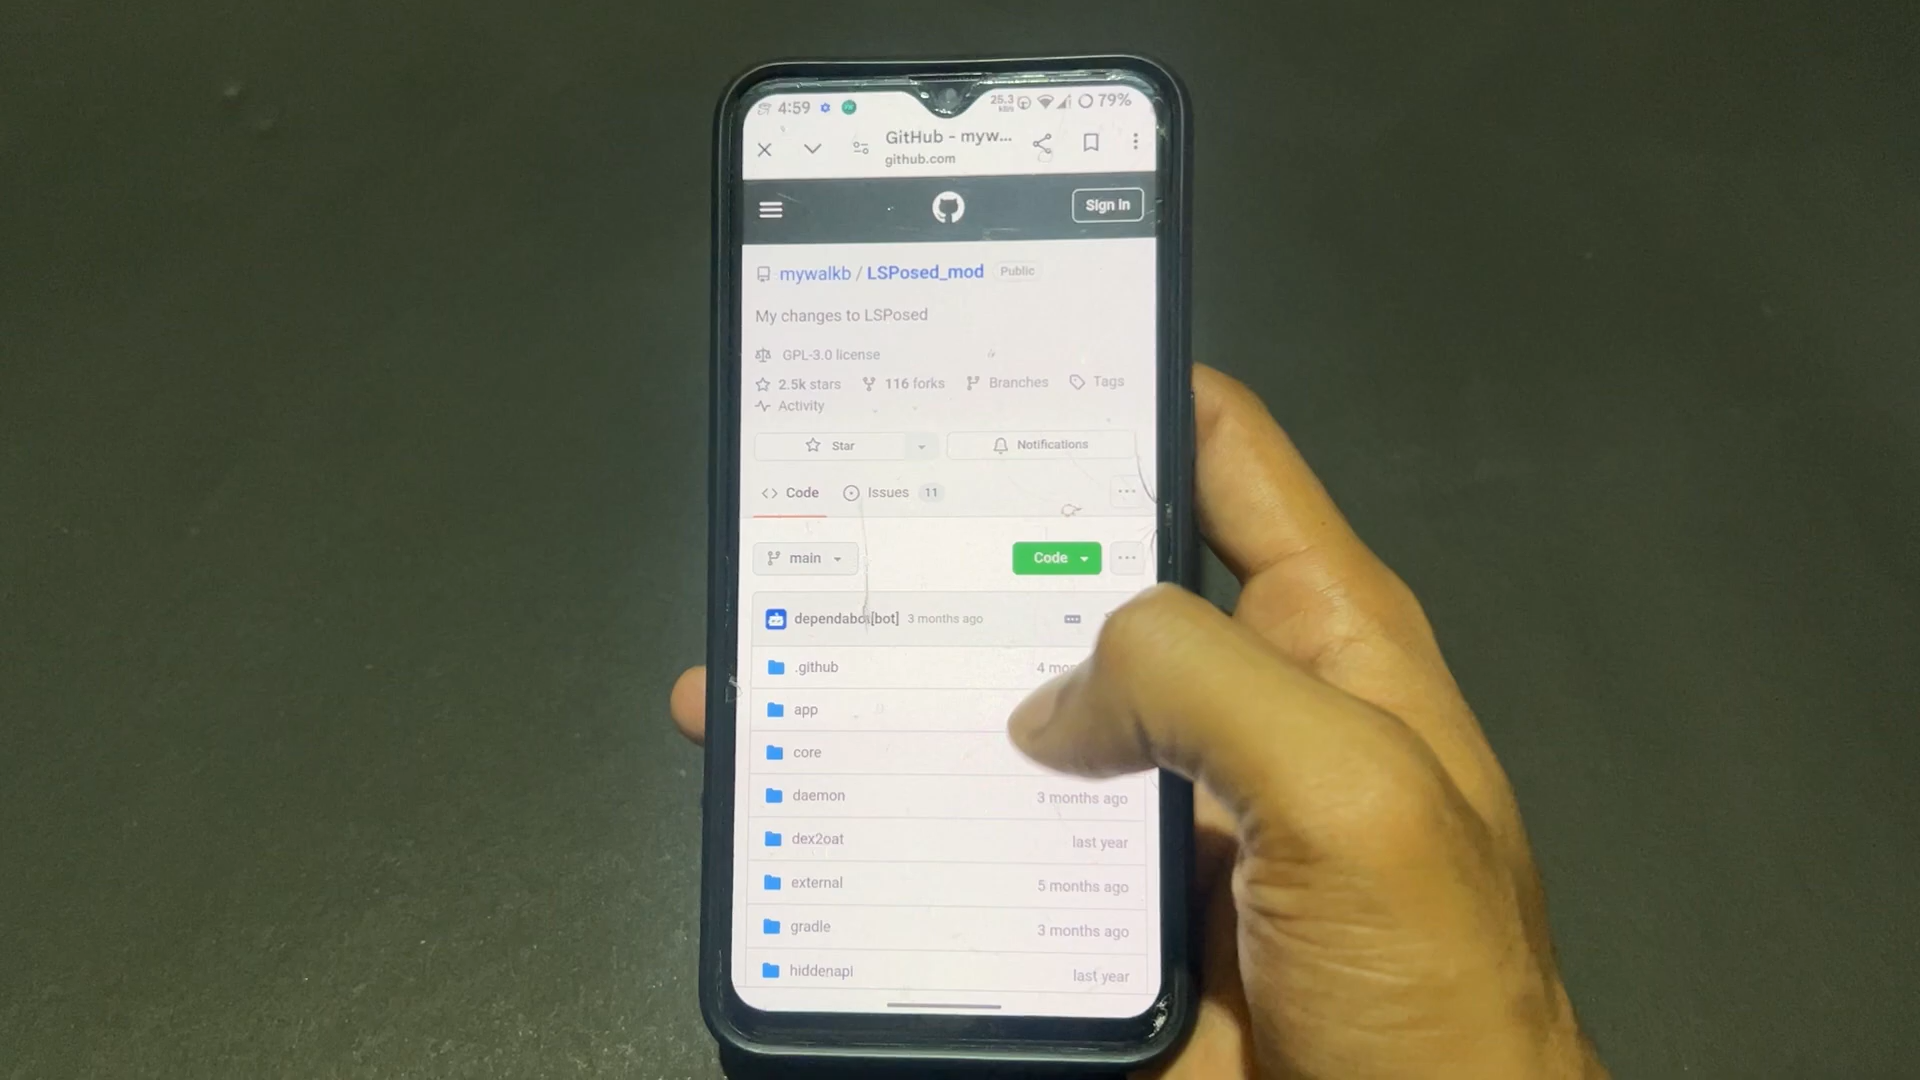 4:59 25.3 79%
GitHub - myw...
github.com
Sign in
mywalkb / LSPosed_mod Public
My changes to LSPosed
GPL-3.0 license
2.5k stars 116 forks Branches Tags
Activity
Star Notifications
Code Issues 11
main Code
dependabot[bot] 3 months ago
.github 4
app
core
daemon 3 months ago
dex2oat last year
external 5 months ago
gradle 3 months ago
hiddenapi last year